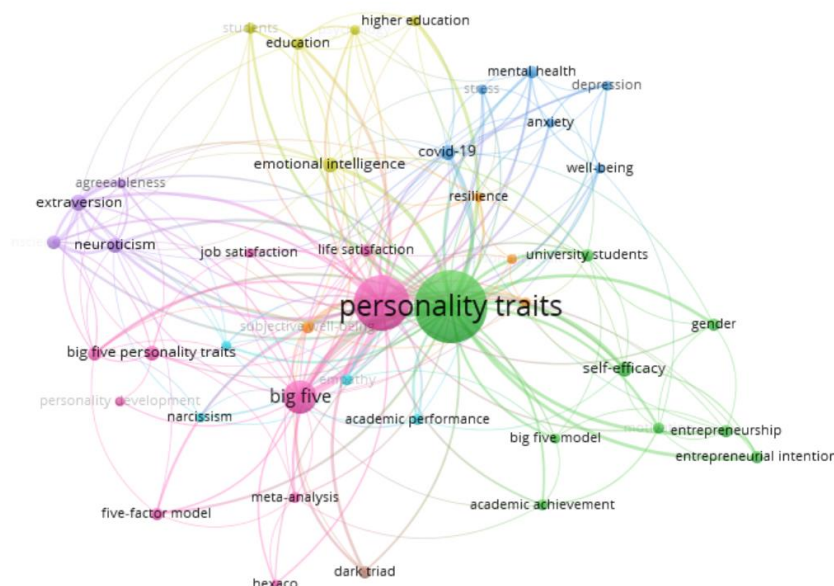 higher education
students
education
mental health
stress
depression
anxiety
covid-19
emotional intelligence
well-being
agreeableness
resilience
extraversion
neuroticism
job satisfaction
life satisfaction
university students
personality traits
subjective well-being
gender
big five personality traits
self-efficacy
empathy
big five
personality development
narcissism
academic performance
entrepreneurship
big five model
entrepreneurial intention
meta-analysis
academic achievement
five-factor model
dark triad
hexaco